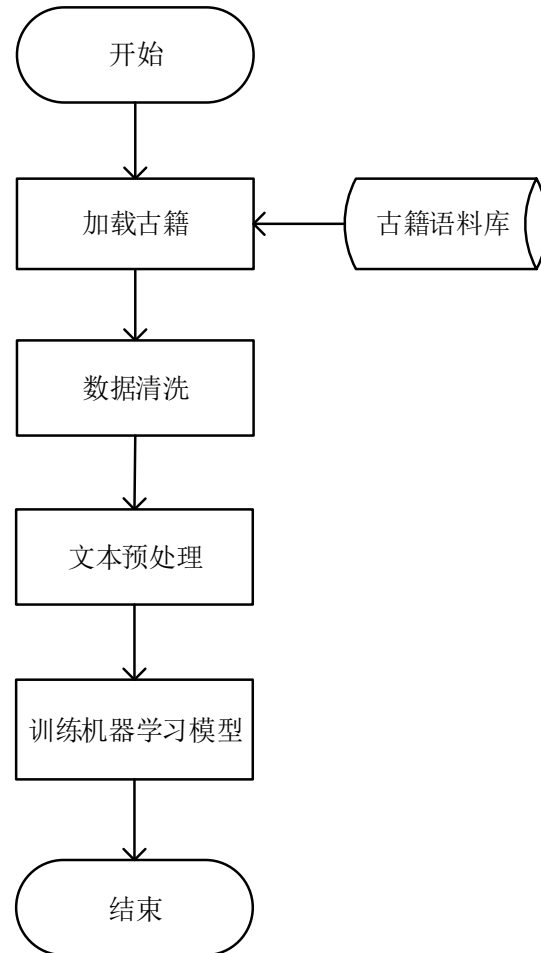 开始
加载古籍
古籍语料库
数据清洗
文本预处理
训练机器学习模型
结束